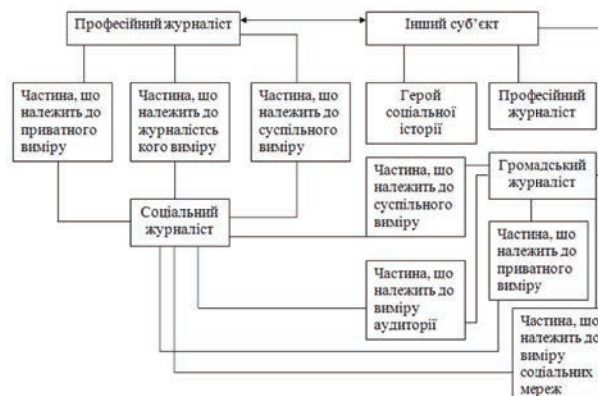 Професійний журналіст
Інший суб’єкт
Частина, що
належить до
приватного
виміру
Частина, що
належить до
журналістсь
кого виміру
Частина, що
належить до
суспільного
виміру
Герой
соціальної
історії
Професійний
журналіст
Соціальний
журналіст
Частина, що
належить до
суспільного
виміру
Громадський
журналіст
Частина, що
належить до
приватного
виміру
Частина, що
належить до
виміру
аудиторії
Частина, що
належить до
виміру
соціальних
мереж